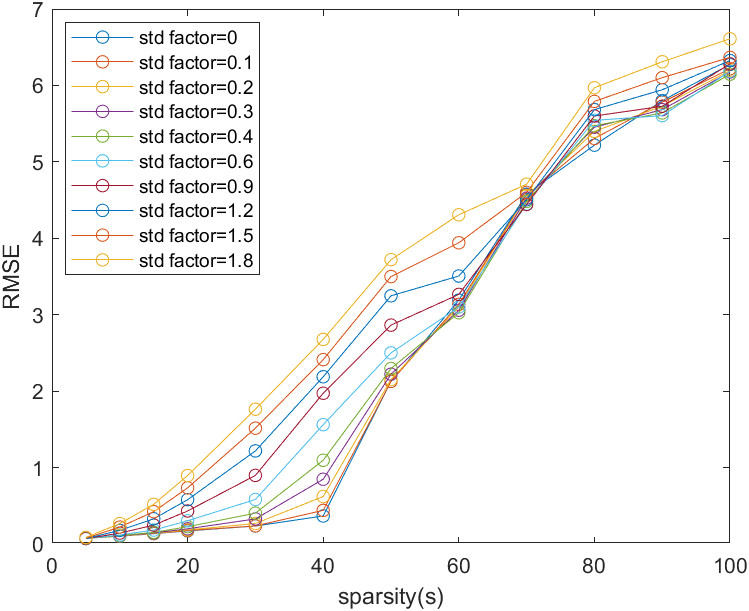 7
6
5
4
3
2
1
0
RMSE
std factor=0
std factor=0.1
std factor=0.2
std factor=0.3
std factor=0.4
std factor=0.6
std factor=0.9
std factor=1.2
std factor=1.5
std factor=1.8
0 20 40 60 80 100
sparsity(s)